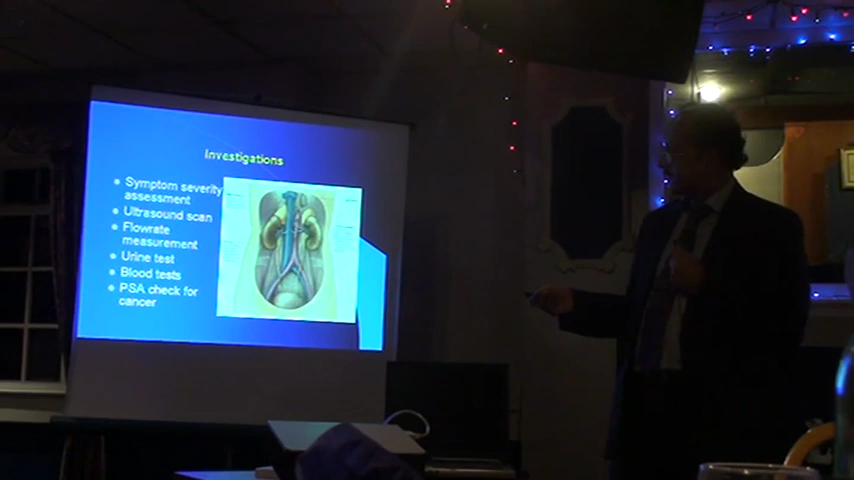 Investigations
Symptom severity
assessment
Ultrasound scan
Flowrate
measurement
Urine test
Blood tests
PSA check for
cancer